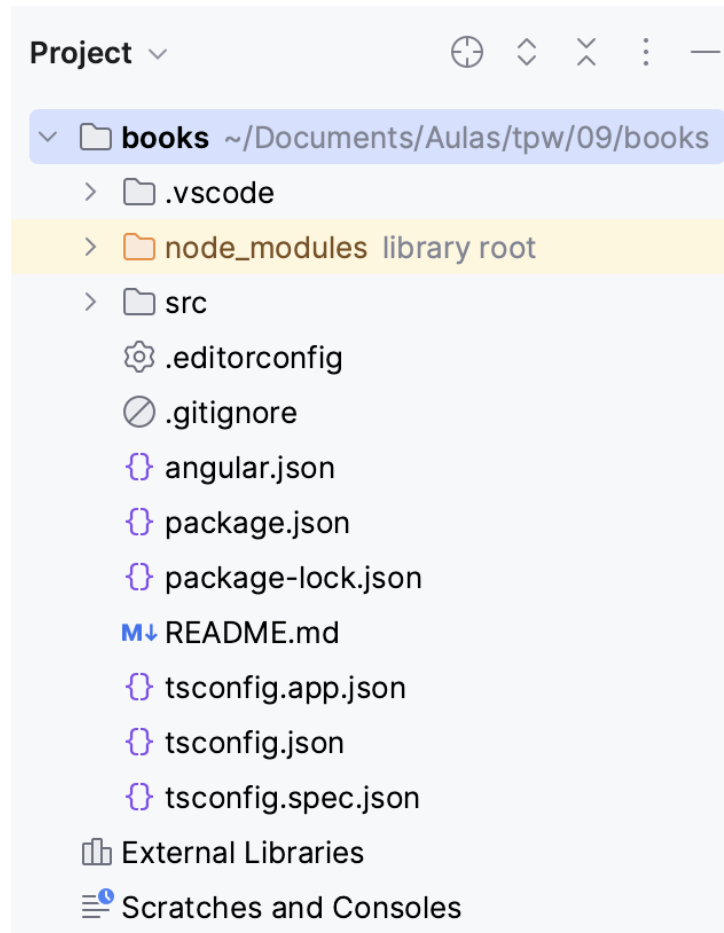 Project
books ~/Documents/Aulas/tpw/09/books
.vscode
node_modules library root
src
.editorconfig
.gitignore
{} angular.json
{} package.json
{} package-lock.json
M↓ README.md
{} tsconfig.app.json
{} tsconfig.json
{} tsconfig.spec.json
External Libraries
Scratches and Consoles